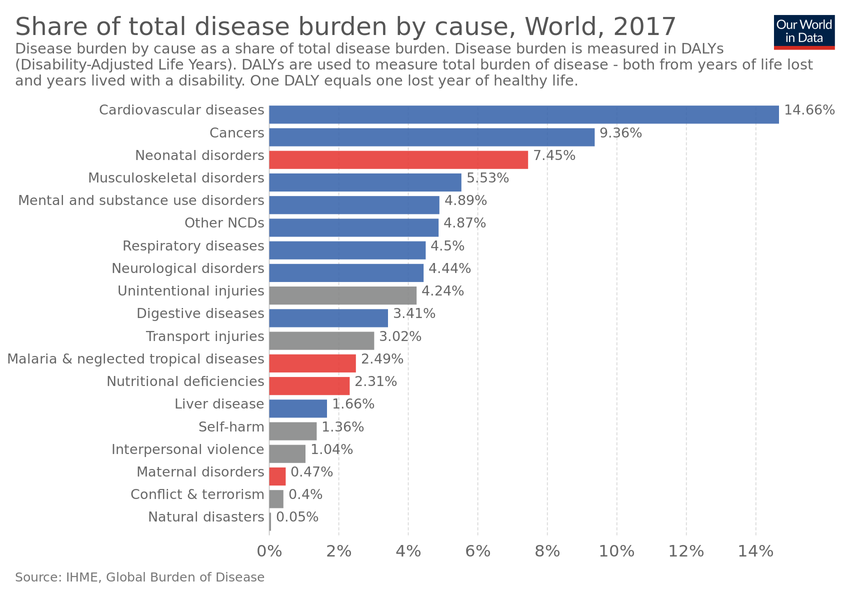 Share of total disease burden by cause, World, 2017
Our World
in Data
Disease burden by cause as a share of total disease burden. Disease burden is measured in DALYs
(Disability-Adjusted Life Years). DALYs are used to measure total burden of disease - both from years of life lost
and years lived with a disability. One DALY equals one lost year of healthy life.
Cardiovascular diseases 14.66%
Cancers 9.36%
Neonatal disorders 7.45%
Musculoskeletal disorders 5.53%
Mental and substance use disorders 4.89%
Other NCDs 4.87%
Respiratory diseases 4.5%
Neurological disorders 4.44%
Unintentional injuries 4.24%
Digestive diseases 3.41%
Transport injuries 3.02%
Malaria & neglected tropical diseases 2.49%
Nutritional deficiencies 2.31%
Liver disease 1.66%
Self-harm 1.36%
Interpersonal violence 1.04%
Maternal disorders 0.47%
Conflict & terrorism 0.4%
Natural disasters 0.05%
0% 2% 4% 6% 8% 10% 12% 14%
Source: IHME, Global Burden of Disease